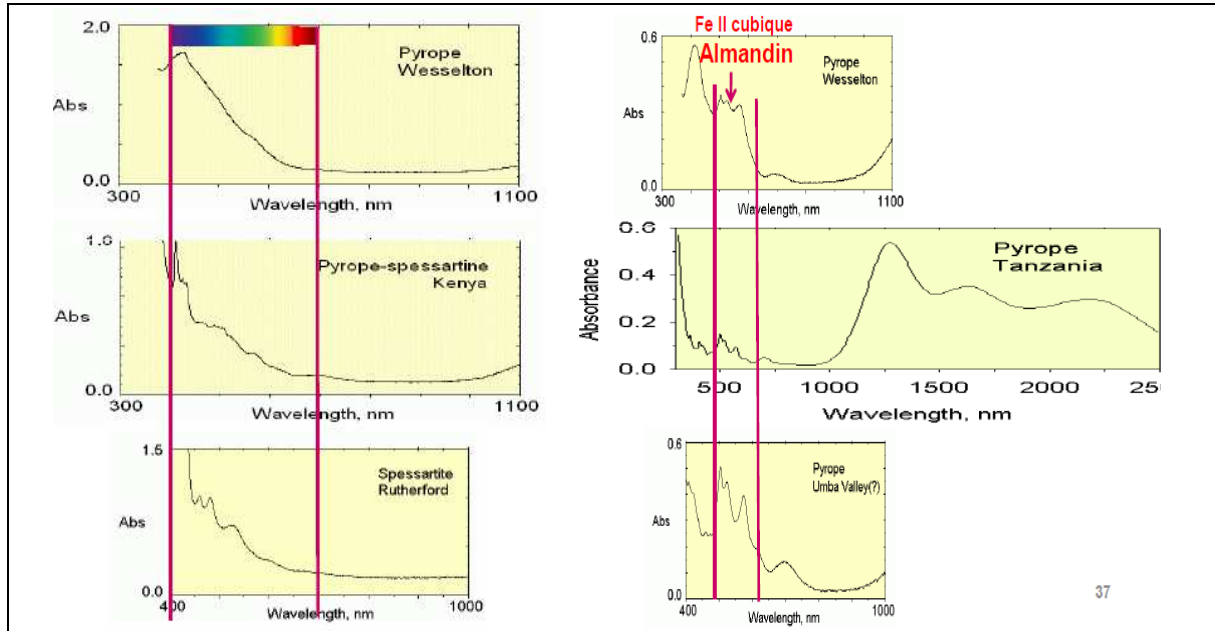 2.0
Pyrope
Wesselton
Abs
0.0
300
Wavelength, nm
1100
1.0
Pyrope-spessartine
Kenya
Abs
0.0
300
Wavelength, nm
1100
1.5
Spessartite
Rutherford
Abs
0.0
400
Wavelength, nm
1000
Fe II cubique
Almandin
0.6
Pyrope
Wesselton
Abs
0.0
300
Wavelength, nm
1100
0.6
Pyrope
Tanzania
0.4
Absorbance
0.2
0.0
500
1000
1500
2000
250
Wavelength, nm
0.6
Pyrope
Umba Valley(?)
Abs
0.0
400
Wavelength, nm
1000
37